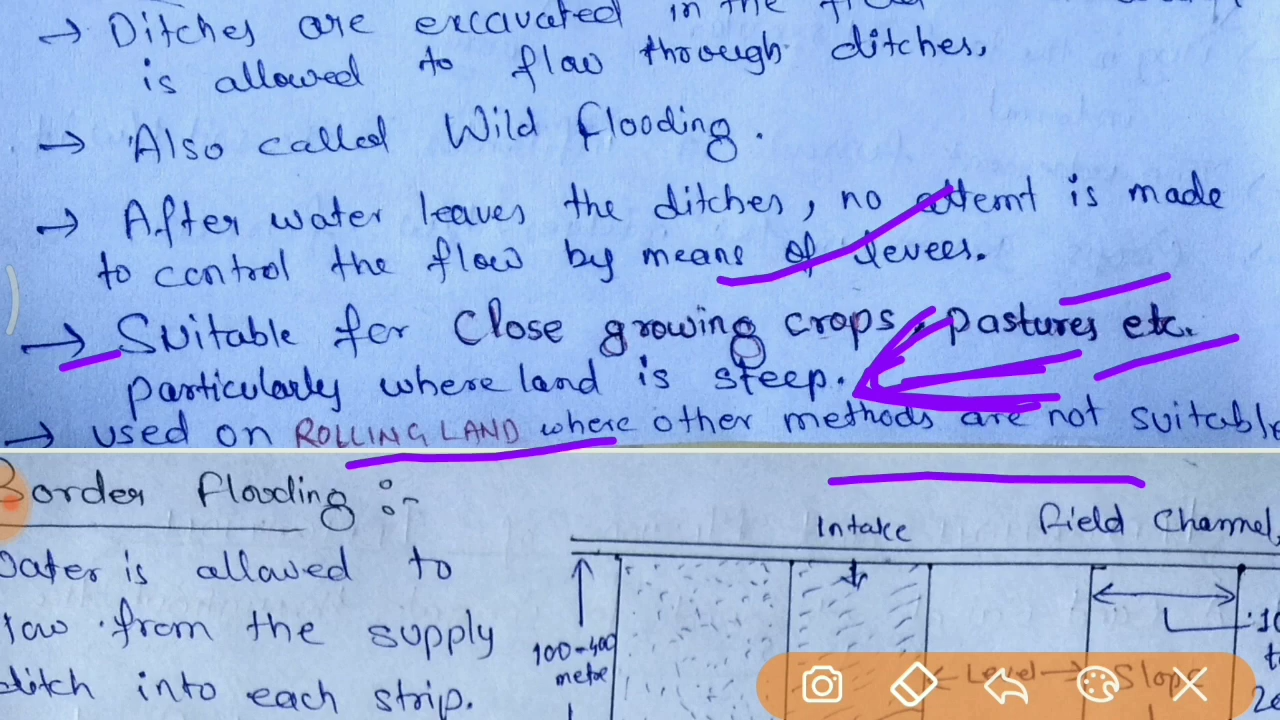 → Ditches are excavated in the
is allowed to flow through ditches.
→ Also called Wild flooding.
→ After water leaves the ditches, no attemt is made
to control the flow by means of levees.
→ Suitable for Close growing crops, pastures etc.
particularly where land is steep.
→ used on ROLLING LAND where other methods are not suitable
Border flooding :-
Water is allowed to
flow from the supply
ditch into each strip.
Intake
Field Channel,
100-400
metre
Level
Slope